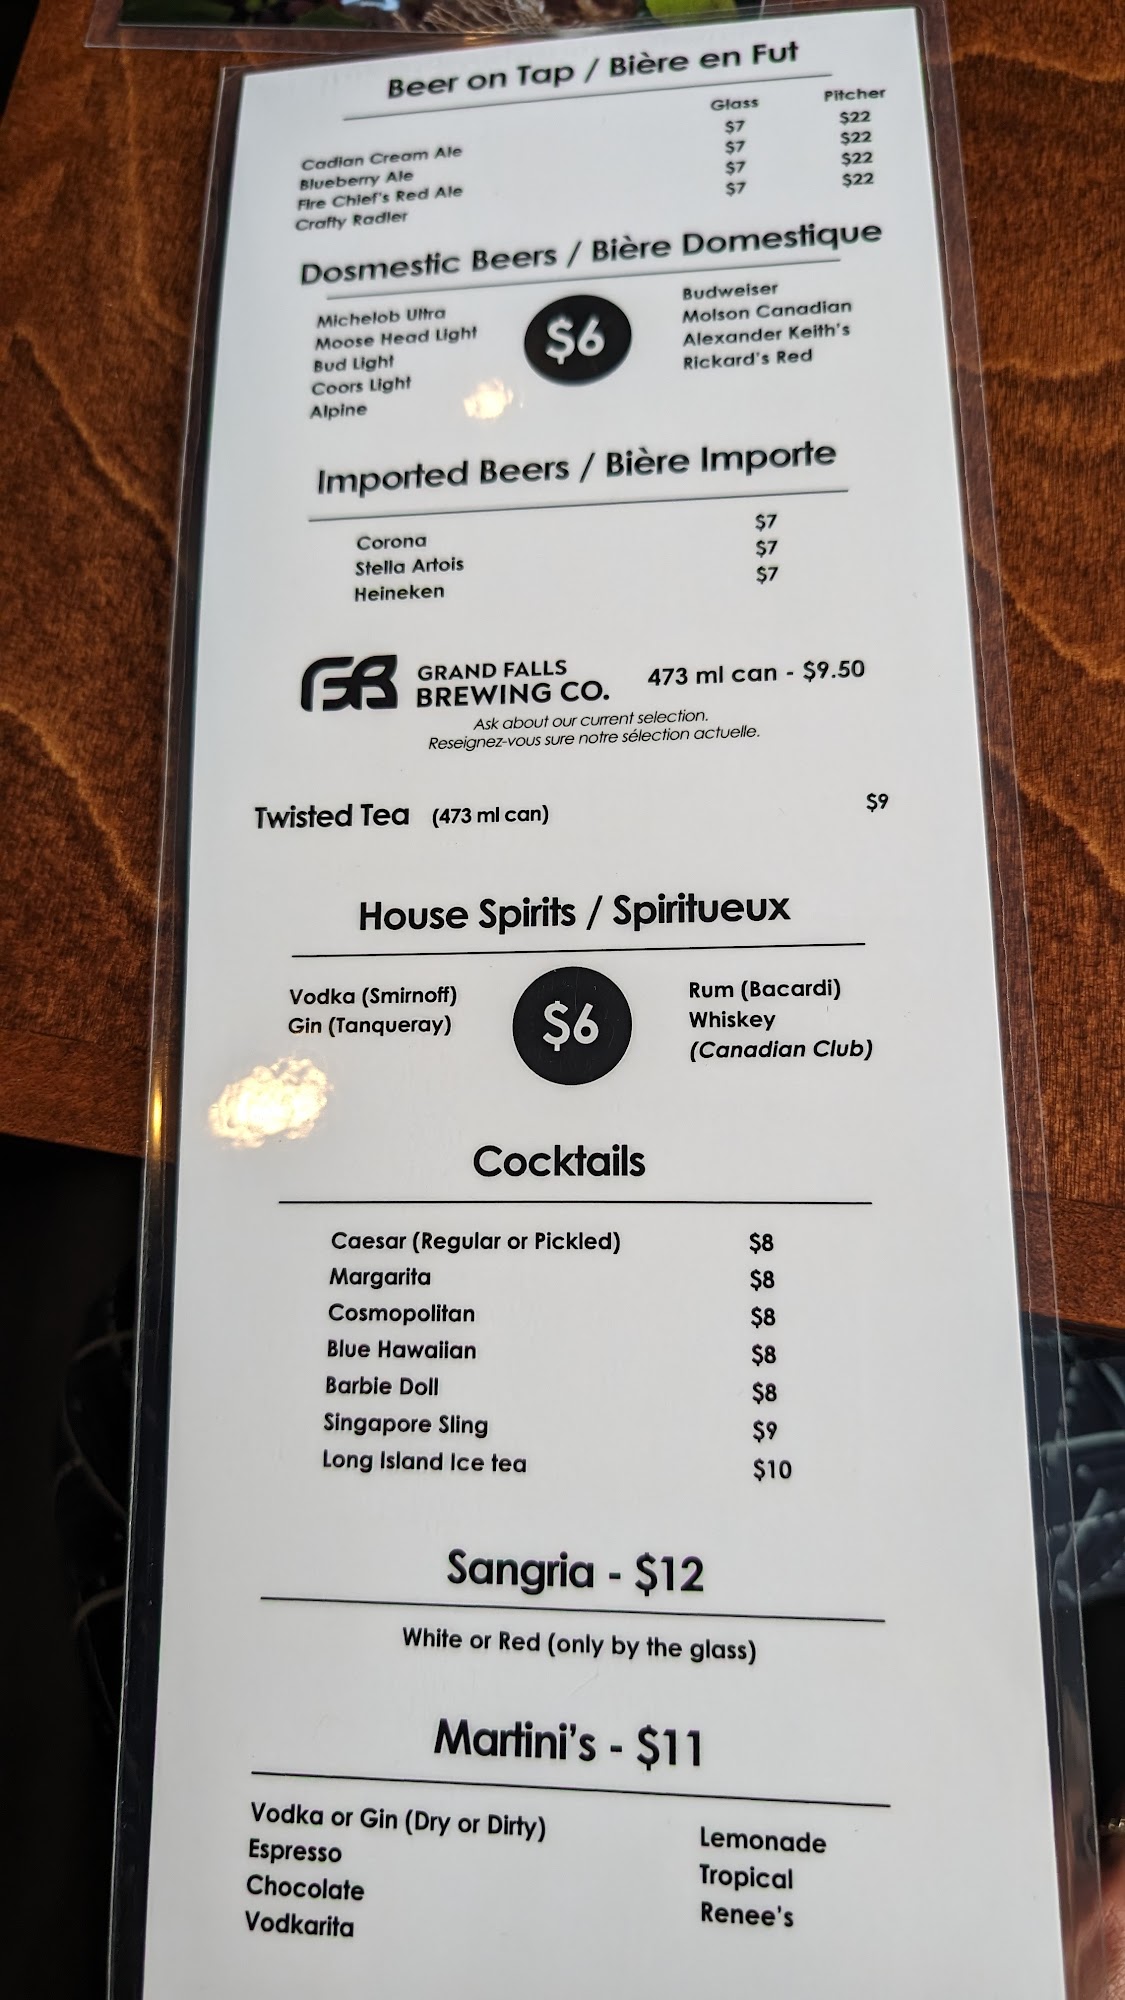 Beer on Tap / Bière en Fut
Glass Pitcher
Cadian Cream Ale $7 $22
Blueberry Ale $7 $22
Fire Chief's Red Ale $7 $22
Crafty Radler $7 $22
Dosmestic Beers / Bière Domestique
$6
Michelob Ultra
Moose Head Light
Bud Light
Coors Light
Alpine
Budweiser
Molson Canadian
Alexander Keith's
Rickard's Red
Imported Beers / Bière Importe
Corona $7
Stella Artois $7
Heineken $7
GB
GRAND FALLS
BREWING CO.
473 ml can - $9.50
Ask about our current selection.
Reseignez-vous sure notre sélection actuelle.
Twisted Tea (473 ml can) $9
House Spirits / Spiritueux
$6
Vodka (Smirnoff)
Gin (Tanqueray)
Rum (Bacardi)
Whiskey
(Canadian Club)
Cocktails
Caesar (Regular or Pickled) $8
Margarita $8
Cosmopolitan $8
Blue Hawaiian $8
Barbie Doll $8
Singapore Sling $9
Long Island Ice tea $10
Sangria - $12
White or Red (only by the glass)
Martini's - $11
Vodka or Gin (Dry or Dirty)
Espresso
Chocolate
Vodkarita
Lemonade
Tropical
Renee's